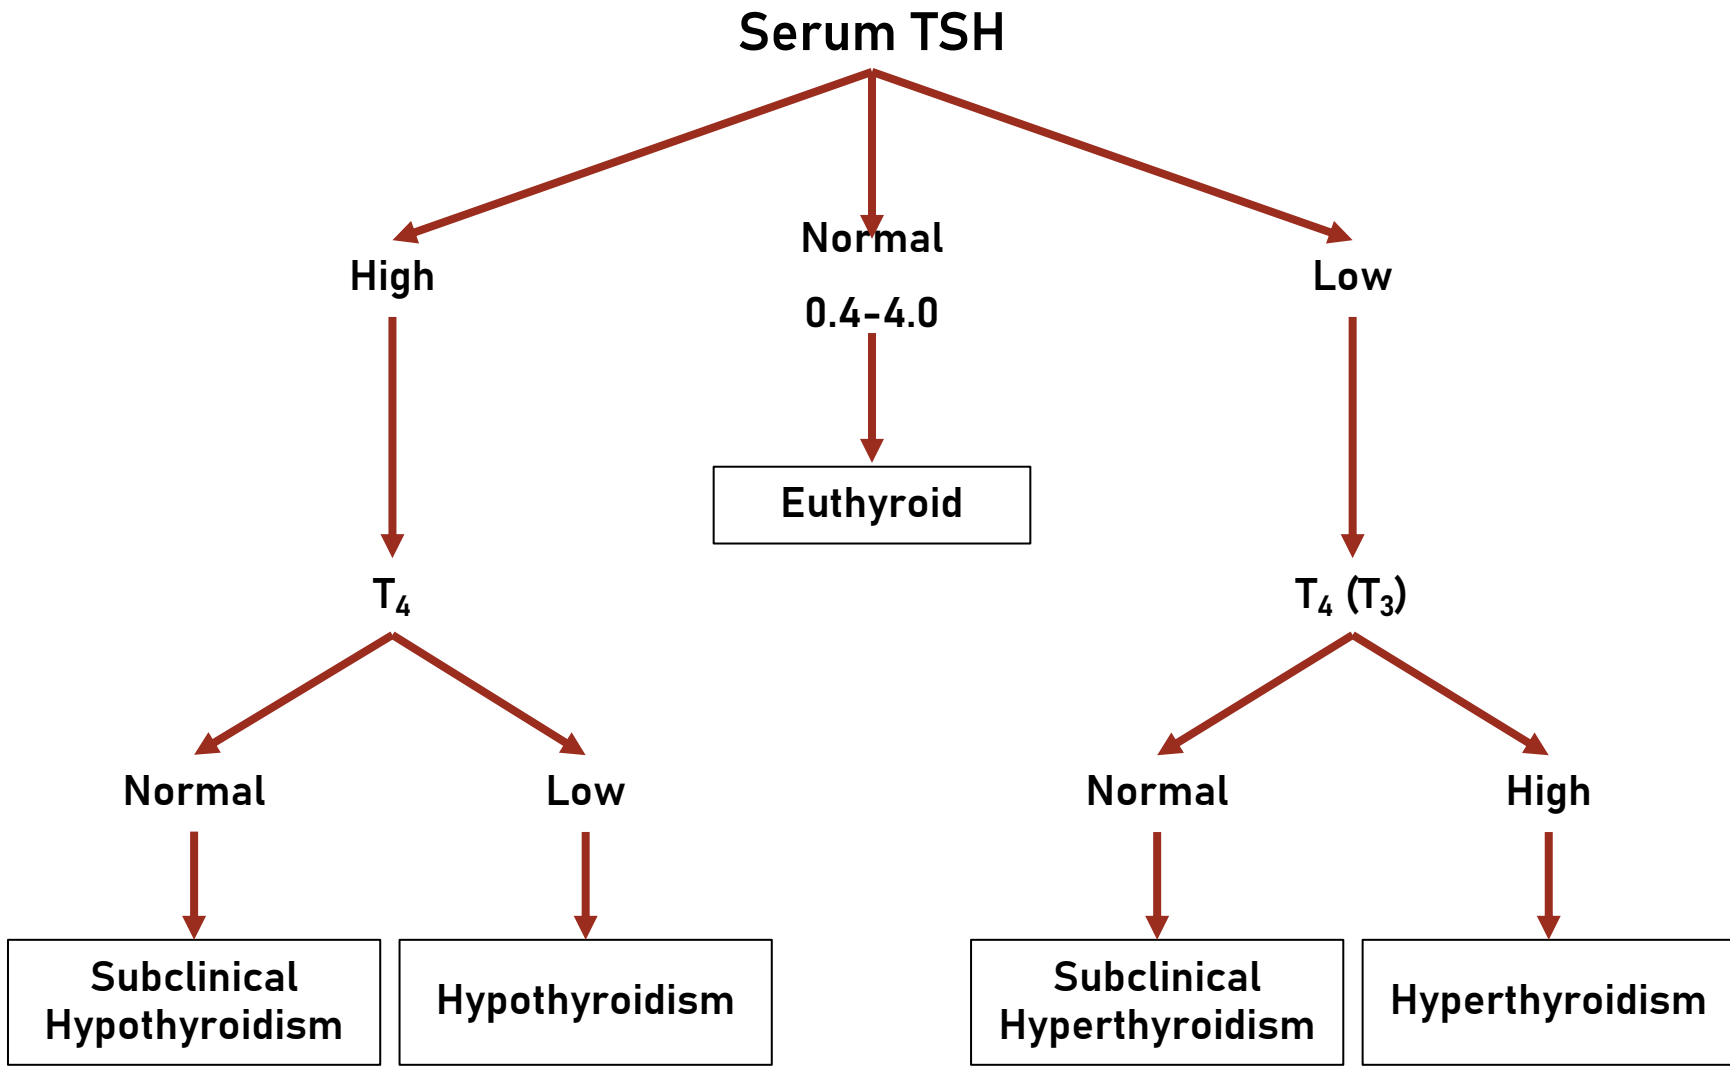 Serum TSH
High
Normal
0.4-4.0
Low
Euthyroid
T₄
T₄ (T₃)
Normal
Low
Normal
High
Subclinical
Hypothyroidism
Hypothyroidism
Subclinical
Hyperthyroidism
Hyperthyroidism